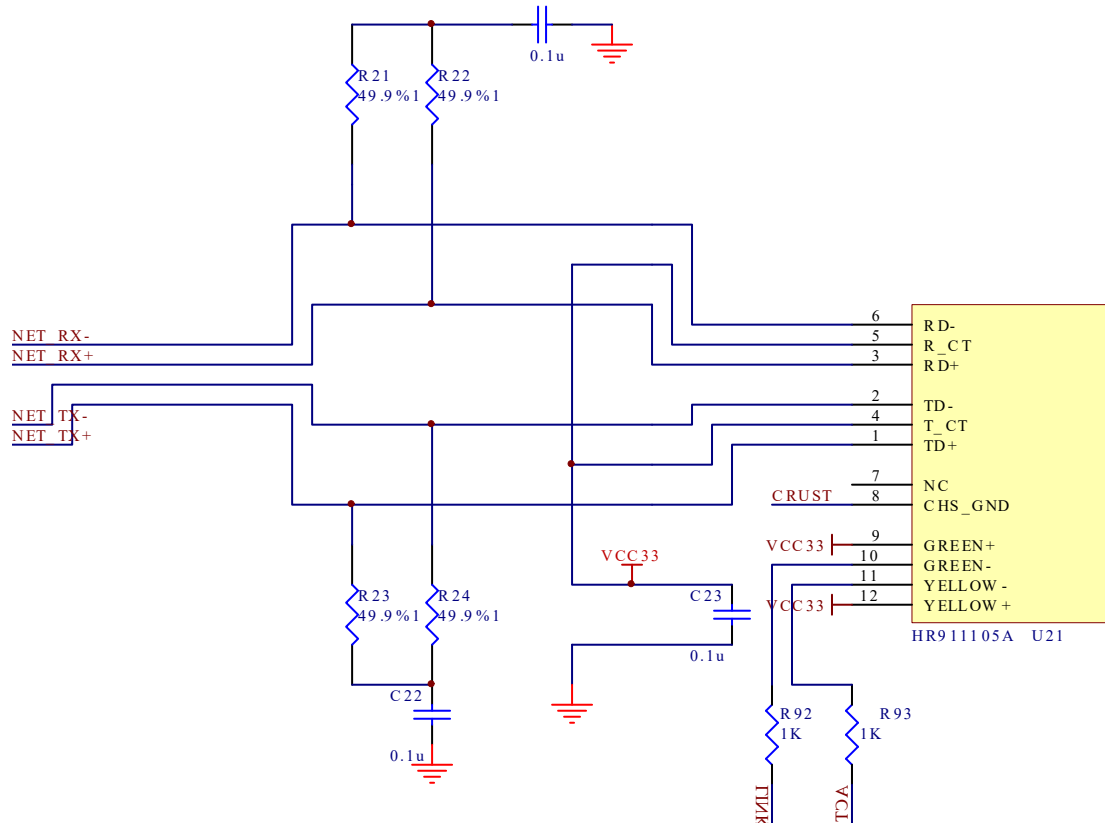 0.1u
R21
49.9%1
R22
49.9%1
NET_RX-
NET_RX+
NET_TX-
NET_TX+
6 RD-
5 R_CT
3 RD+
2 TD-
4 T_CT
1 TD+
7 NC
CRUST 8 CHS_GND
VCC33 9 GREEN+
10 GREEN-
11 YELLOW-
VCC33 12 YELLOW+
HR911105A U21
VCC33
C23
0.1u
R23
49.9%1
R24
49.9%1
C22
0.1u
R92
1K
R93
1K
LINK
ACT